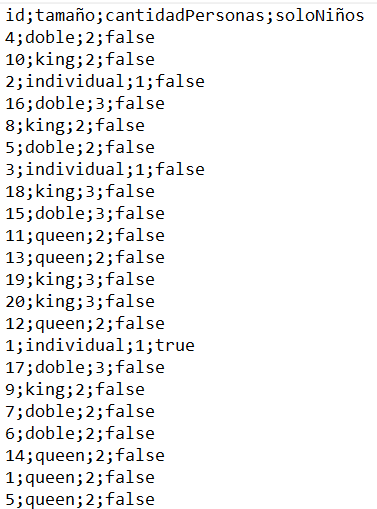 id;tamaño;cantidadPersonas;soloNiños
4;doble;2;false
10;king;2;false
2;individual;1;false
16;doble;3;false
8;king;2;false
5;doble;2;false
3;individual;1;false
18;king;3;false
15;doble;3;false
11;queen;2;false
13;queen;2;false
19;king;3;false
20;king;3;false
12;queen;2;false
1;individual;1;true
17;doble;3;false
9;king;2;false
7;doble;2;false
6;doble;2;false
14;queen;2;false
1;queen;2;false
5;queen;2;false